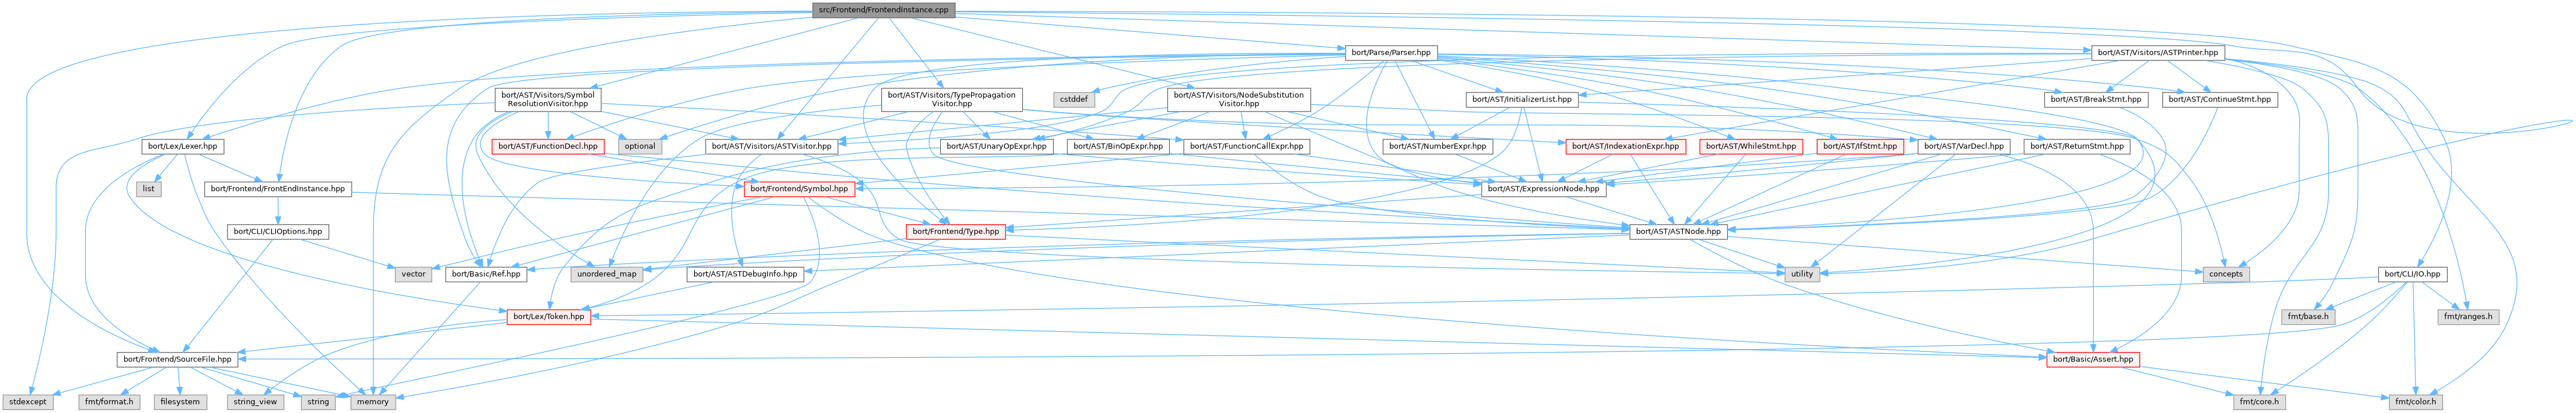 src/Frontend/FrontendInstance.cpp
bort/Parse/Parser.hpp
bort/AST/Visitors/ASTPrinter.hpp
bort/AST/Visitors/Symbol
ResolutionVisitor.hpp
bort/AST/Visitors/TypePropagation
Visitor.hpp
bort/AST/Visitors/NodeSubstitution
Visitor.hpp
cstddef
bort/AST/InitializerList.hpp
bort/AST/BreakStmt.hpp
bort/AST/ContinueStmt.hpp
bort/Lex/Lexer.hpp
bort/AST/FunctionDecl.hpp
optional
bort/AST/Visitors/ASTVisitor.hpp
bort/AST/UnaryOpExpr.hpp
bort/AST/BinOpExpr.hpp
bort/AST/FunctionCallExpr.hpp
bort/AST/NumberExpr.hpp
bort/AST/IndexationExpr.hpp
bort/AST/WhileStmt.hpp
bort/AST/IfStmt.hpp
bort/AST/VarDecl.hpp
bort/AST/ReturnStmt.hpp
list
bort/Frontend/FrontEndInstance.hpp
bort/Frontend/Symbol.hpp
bort/AST/ExpressionNode.hpp
bort/CLI/CLIOptions.hpp
bort/Frontend/Type.hpp
bort/AST/ASTNode.hpp
vector
bort/Basic/Ref.hpp
unordered_map
bort/AST/ASTDebugInfo.hpp
utility
concepts
bort/CLI/IO.hpp
bort/Lex/Token.hpp
fmt/base.h
fmt/ranges.h
bort/Frontend/SourceFile.hpp
bort/Basic/Assert.hpp
stdexcept
fmt/format.h
filesystem
string_view
string
memory
fmt/core.h
fmt/color.h